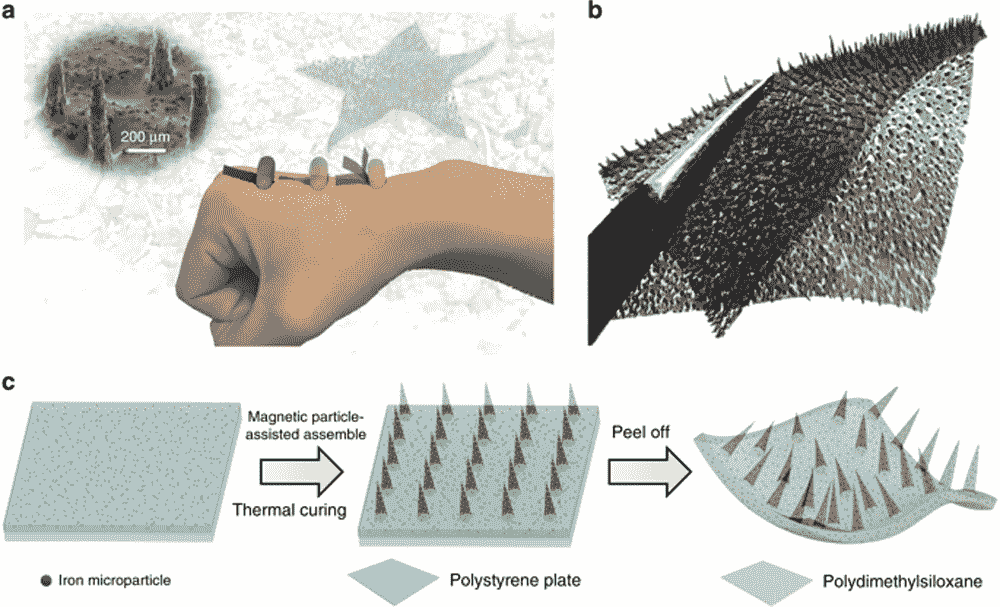 a
200 μm
b
c
Magnetic particle-
assisted assemble
Thermal curing
Peel off
Iron microparticle
Polystyrene plate
Polydimethylsiloxane